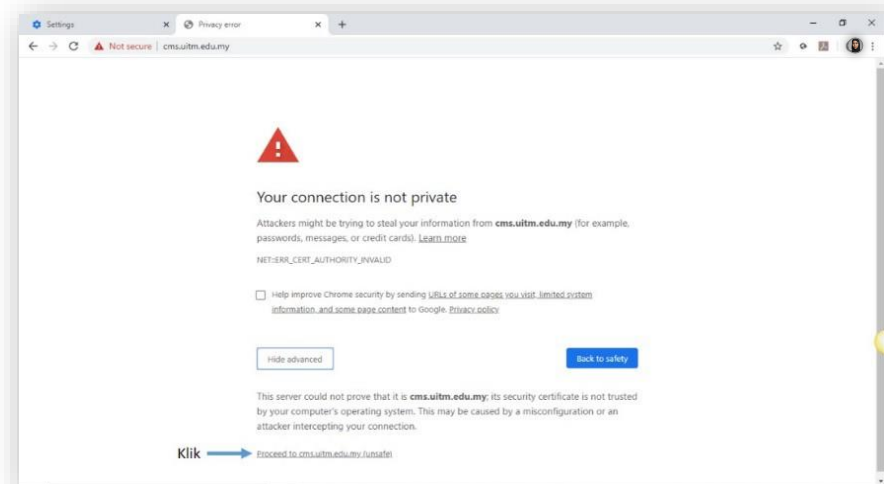 Settings
Privacy error
Not secure
cms.uitm.edu.my
Your connection is not private
Attackers might be trying to steal your information from cms.uitm.edu.my (for example,
passwords, messages, or credit cards). Learn more
NET::ERR_CERT_AUTHORITY_INVALID
Help improve Chrome security by sending URLs of some pages you visit, limited system
information, and some page content to Google. Privacy policy
Hide advanced
Back to safety
This server could not prove that it is cms.uitm.edu.my; its security certificate is not trusted
by your computer's operating system. This may be caused by a misconfiguration or an
attacker intercepting your connection.
Klik
Proceed to cms.uitm.edu.my (unsafe)